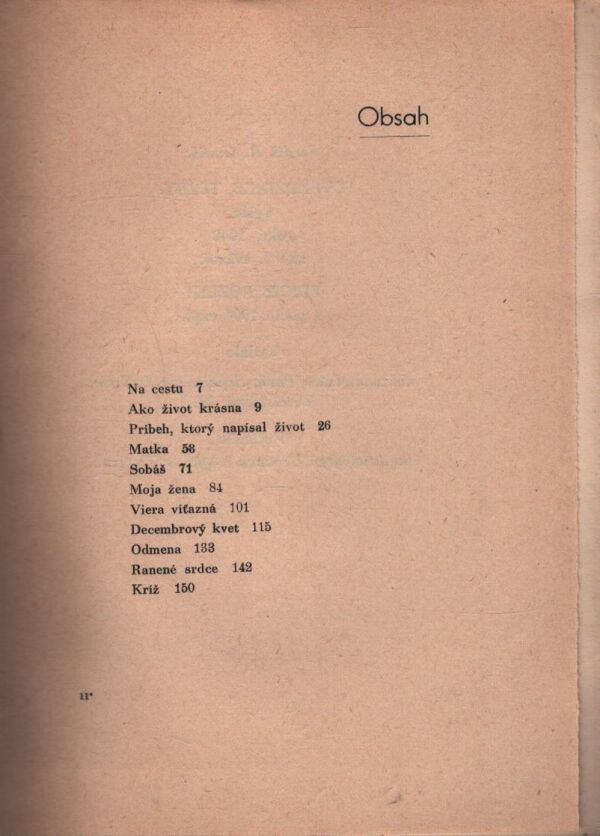 Obsah
Na cestu 7
Ako život krásna 9
Príbeh, ktorý napísal život 26
Matka 58
Sobáš 71
Moja žena 84
Viera víťazná 101
Decembrový kvet 115
Odmena 133
Ranené srdce 142
Kríž 150
11*